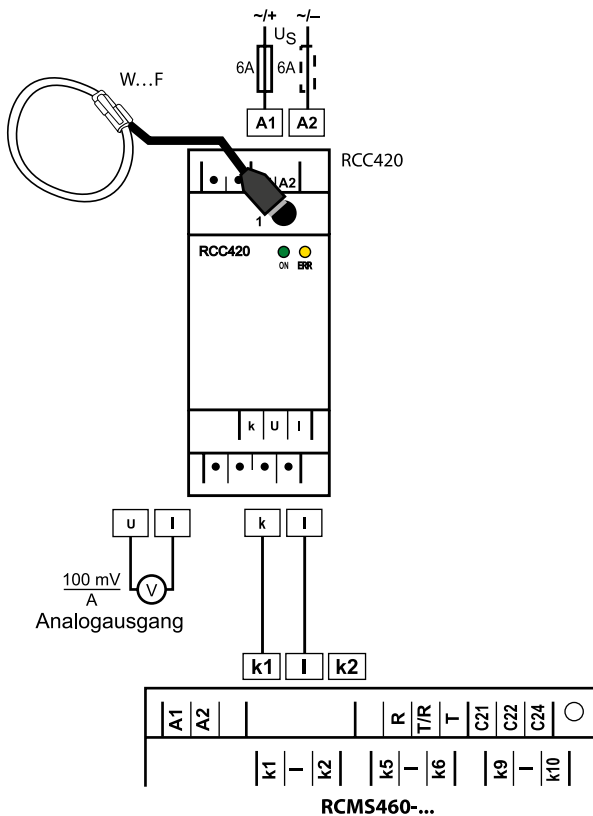 ~/+ ~/–
US
6A 6A
W...F
A1 A2
RCC420
A2
1
RCC420
ON ERR
k U l
U l k l
100 mV
A
V
Analogausgang
k1 l k2
A1 A2 R T/R T C21 C22 C24
k1 l k2 k5 l k6 k9 l k10
RCMS460-...